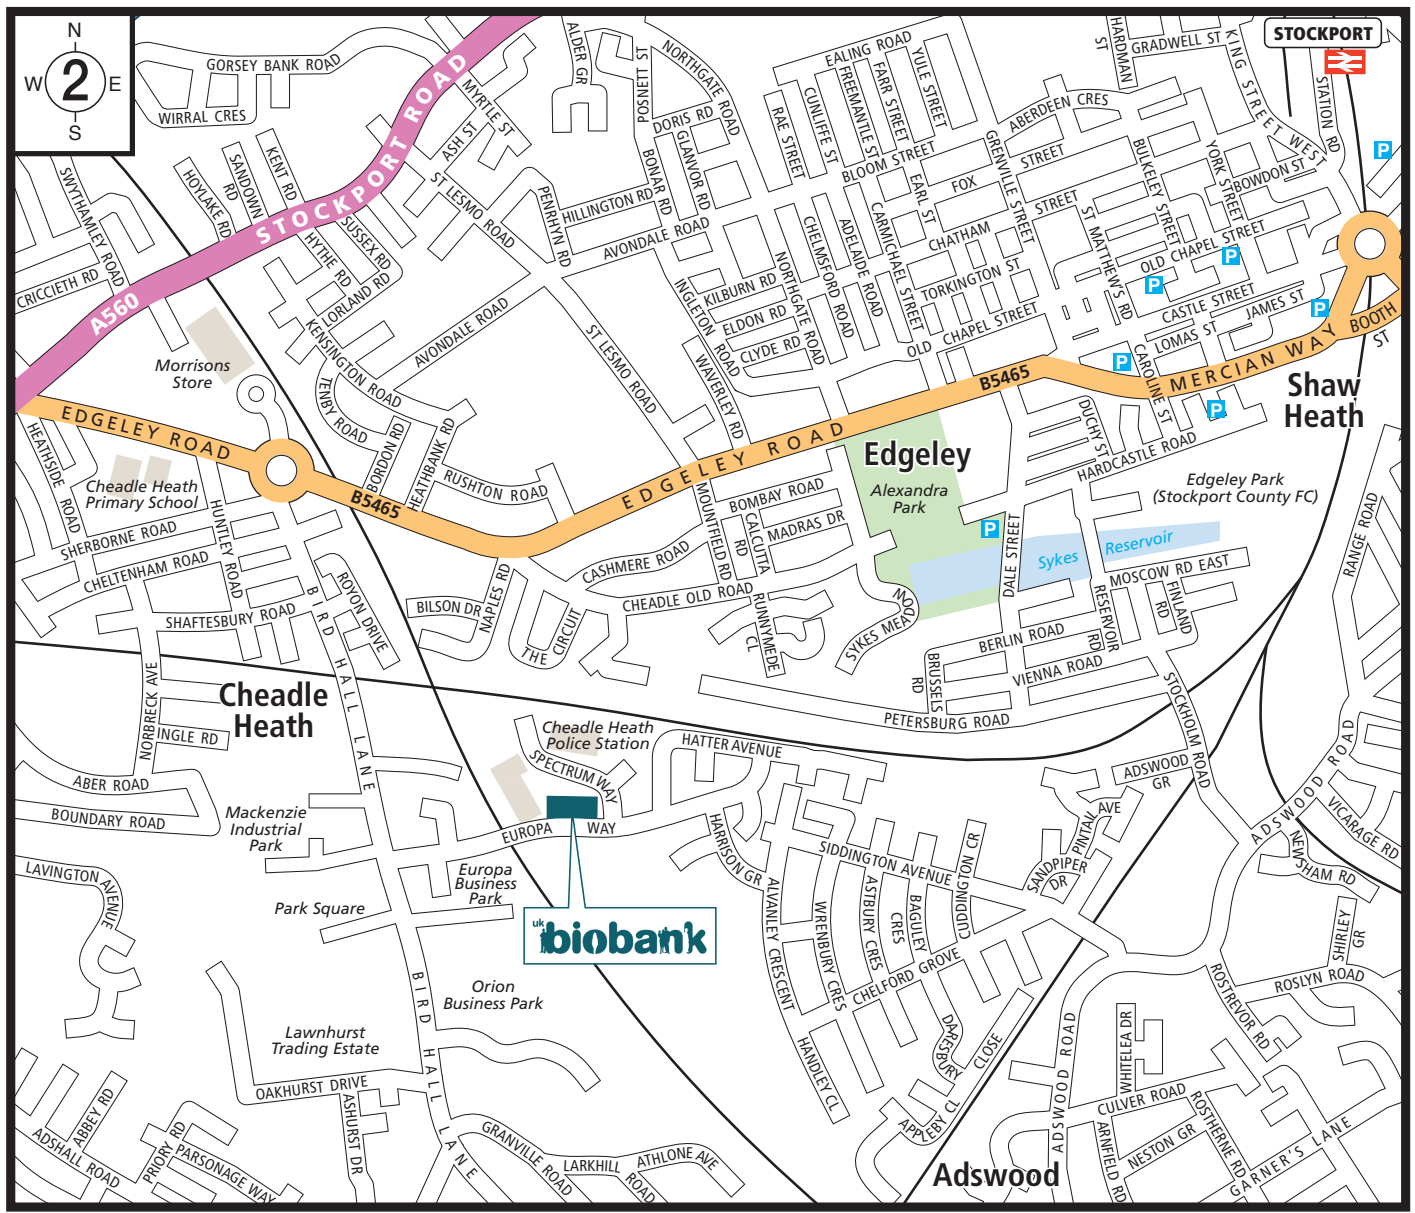 N
W 2 E
S
STOCKPORT
GORSEY BANK ROAD
WIRRAL CRES
STOCKPORT ROAD
A560
MYRTLE ST
ASH ST
ALDER GR
POSNETT ST
NORTHGATE ROAD
DORIS RD
GLANVOR RD
BONAR RD
HILLINGTON RD
AVONDALE ROAD
PENRHYN RD
ST LESMO ROAD
EALING ROAD
YULE STREET
FARR STREET
FREEMANTLE ST
CUNLIFFE ST
RAE STREET
BLOOM STREET
ABERDEEN CRES
GRENVILLE STREET
FOX STREET
EARL ST
CHATHAM STREET
CARMICHAEL STREET
ADELAIDE ROAD
CHELMSFORD ROAD
NORTHGATE ROAD
TORKINGTON ST
OLD CHAPEL STREET
HARDMAN ST
GRADWELL ST
KING STREET WEST
STATION RD
BULKELEY STREET
YORK STREET
BOWDON ST
OLD CHAPEL STREET
ST MATTHEW'S RD
CASTLE STREET
JAMES ST
LOMAS ST
CAROLINE ST
MERCIAN WAY
BOOTH ST
P
P
P
P
P
P
P
Shaw
Heath
SWYTHAMLEY ROAD
CRICCIETH RD
HOYLAKE RD
SANDOWN RD
KENT RD
HYTHE RD
SUSSEX RD
LORLAND RD
KENSINGTON ROAD
AVONDALE ROAD
ST LESMO ROAD
INGLETON ROAD
KILBURN RD
ELDON RD
CLYDE RD
WAVERLEY RD
Morrisons
Store
TENBY ROAD
BORDON RD
HEATHBANK RD
RUSHTON ROAD
EDGELEY ROAD
B5465
EDGELEY ROAD
B5465
HEATHSIDE ROAD
Cheadle Heath
Primary School
SHERBORNE ROAD
CHELTENHAM ROAD
HUNTLEY ROAD
SHAFTESBURY ROAD
BIRD HALL LANE
ROYON DRIVE
BILSON DR
NAPLES RD
THE CIRCUIT
CASHMERE ROAD
CHEADLE OLD ROAD
MOUNTFIELD RD
BOMBAY ROAD
CALCUTTA RD
MADRAS DR
RUNNYMEDE CL
SYKES MEADOW
Edgeley
Alexandra
Park
P
Sykes Reservoir
DALE STREET
DUCHY ST
HARDCASTLE ROAD
Edgeley Park
(Stockport County FC)
MOSCOW RD EAST
FINLAND RD
RESERVOIR RD
BERLIN ROAD
VIENNA ROAD
BRUSSELS RD
PETERSBURG ROAD
STOCKHOLM ROAD
RANGE ROAD
Cheadle
Heath
NORBRECK AVE
INGLE RD
ABER ROAD
BOUNDARY ROAD
Mackenzie
Industrial
Park
Cheadle Heath
Police Station
SPECTRUM WAY
HATTER AVENUE
EUROPA WAY
Europa
Business
Park
Park Square
uk
biobank
LAVINGTON AVENUE
HARRISON GR
SIDDINGTON AVENUE
ALVANLEY CRESCENT
WRENBURY CRES
ASTBURY CRES
BAGULEY CRES
CUDDINGTON CR
CHELFORD GROVE
HANDLEY CL
DARESBURY CLOSE
APPLEBY CL
SANDPIPER DR
PINTAIL AVE
ADSWOOD GR
ADSWOOD ROAD
VICARAGE RD
NEWSHAM RD
SHIRLEY GR
ROSLYN ROAD
ROSTREVOR RD
Orion
Business Park
Lawnhurst
Trading Estate
BIRD HALL LANE
OAKHURST DRIVE
ASHURST DR
ABBEY RD
ADSHALL ROAD
PRIORY RD
PARSONAGE WAY
GRANVILLE ROAD
LARKHILL ROAD
ATHLONE AVE
Adswood
ADSWOOD ROAD
WHITELEA DR
CULVER ROAD
ARNFIELD RD
NESTON GR
ROSTHERNE RD
GARNER'S LANE